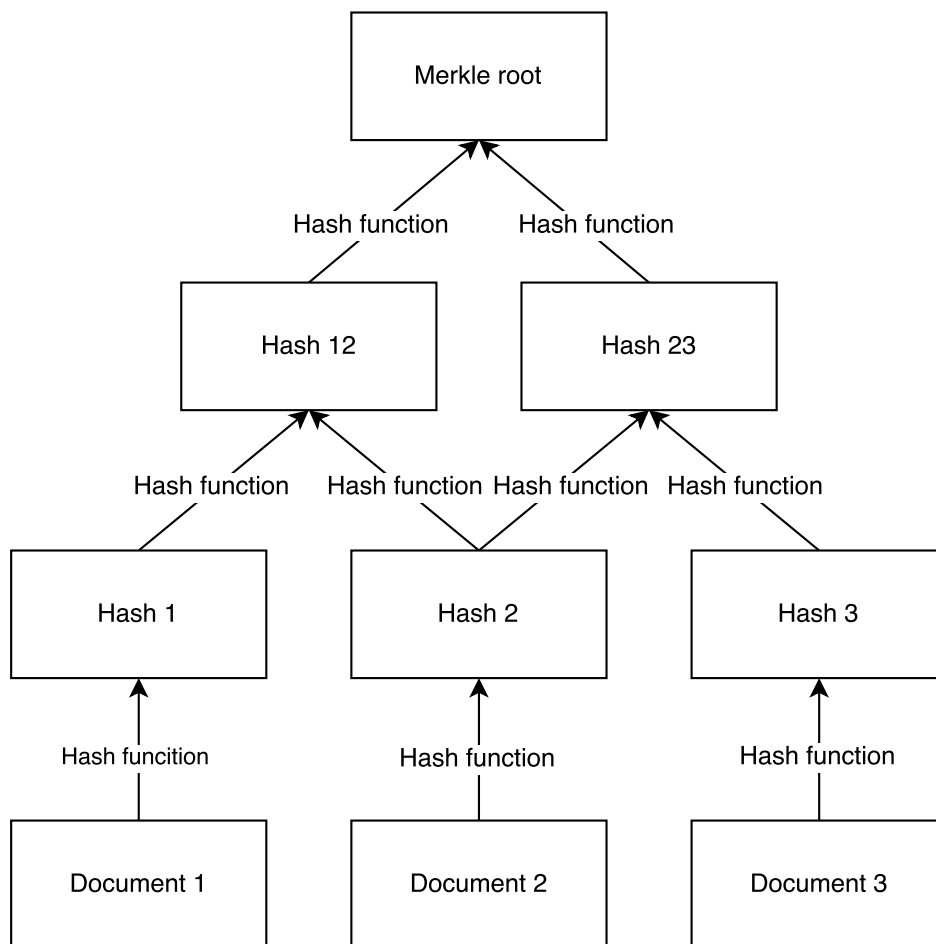 Merkle root
Hash function
Hash function
Hash 12
Hash 23
Hash function
Hash function
Hash function
Hash function
Hash 1
Hash 2
Hash 3
Hash funcition
Hash function
Hash function
Document 1
Document 2
Document 3